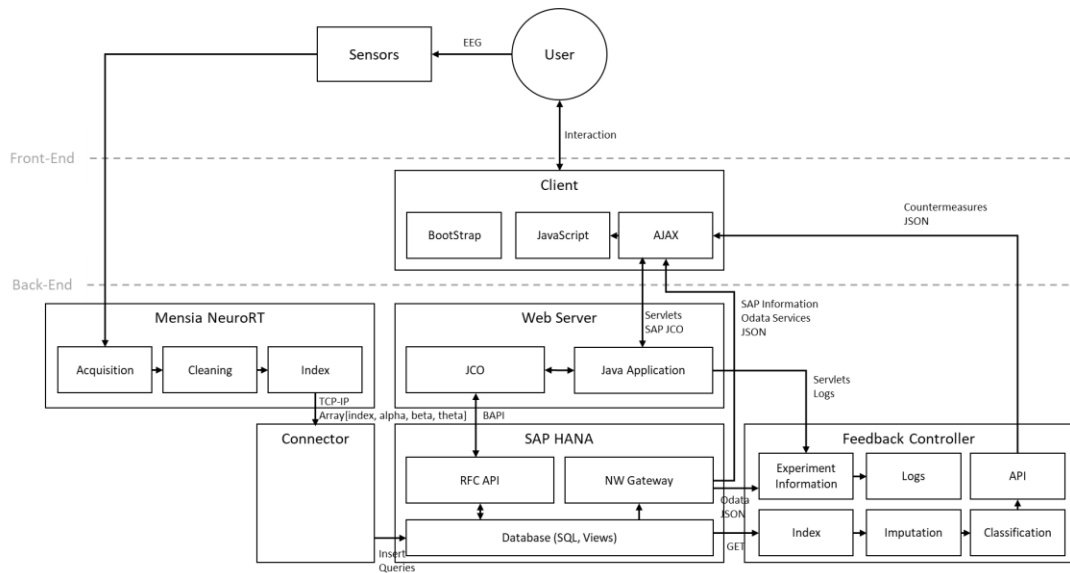 EEG
Sensors
User
Interaction
Front-End
Client
Countermeasures
JSON
BootStrap
JavaScript
AJAX
Back-End
Mensia NeuroRT
Web Server
Servlets
SAP JCO
SAP Information
Odata Services
JSON
Acquisition
Cleaning
Index
JCO
Java Application
Servlets
Logs
TCP-IP
Array[index, alpha, beta, theta]
BAPI
Connector
SAP HANA
Feedback Controller
RFC API
NW Gateway
Experiment
Information
Logs
API
Odata
JSON
Database (SQL, Views)
Index
Imputation
Classification
GET
Insert
Queries